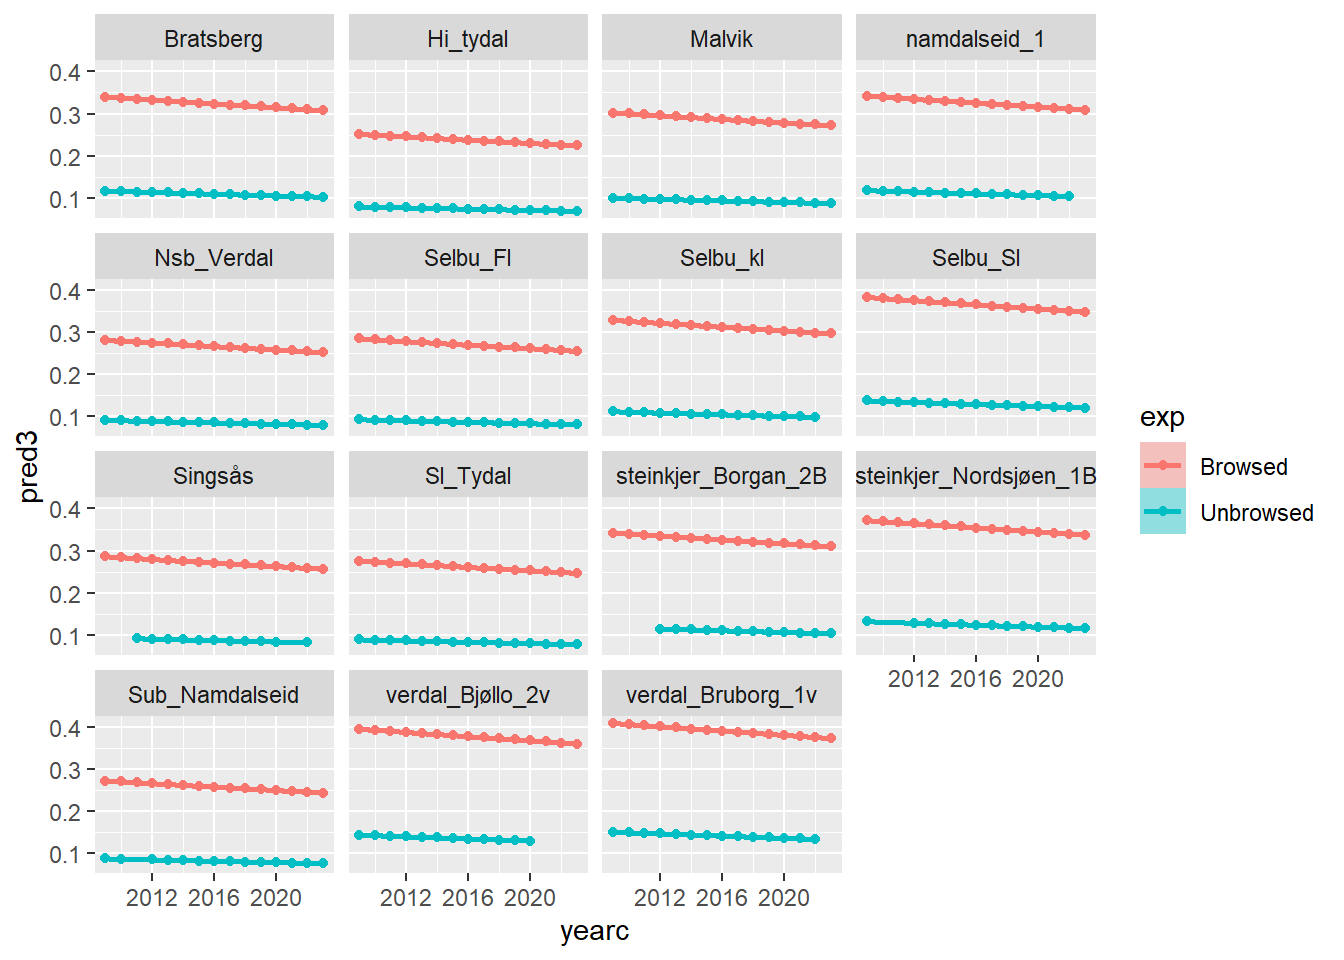 Bratsberg Hi_tydal Malvik namdalseid_1
0.4
0.3
0.2
0.1
Nsb_Verdal Selbu_Fl Selbu_kl Selbu_Sl
0.4
0.3
0.2
0.1
Singsås Sl_Tydal steinkjer_Borgan_2B steinkjer_Nordsjøen_1B
0.4
0.3
0.2
0.1
2012 2016 2020
Sub_Namdalseid verdal_Bjøllo_2v verdal_Bruborg_1v
0.4
0.3
0.2
0.1
2012 2016 2020 2012 2016 2020 2012 2016 2020
yearc
pred3
exp
Browsed
Unbrowsed